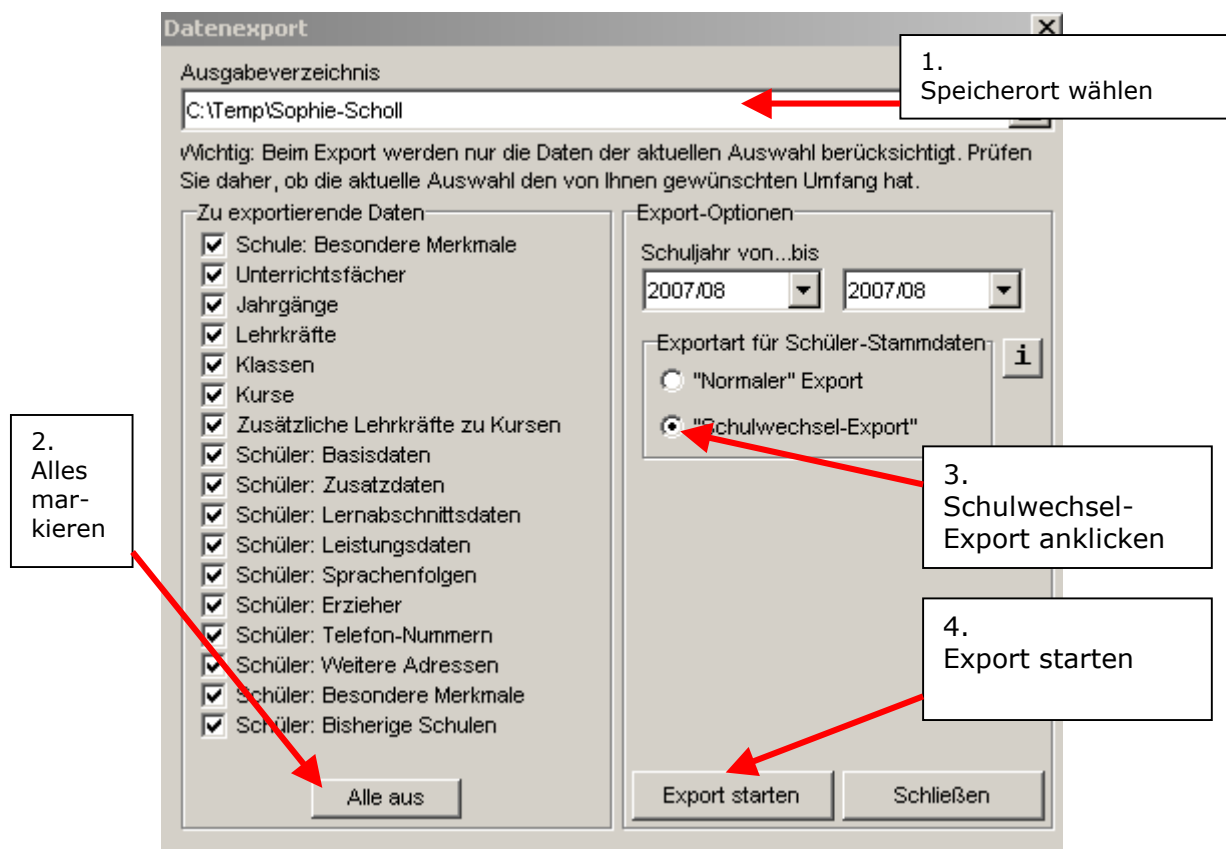 Datenexport
1.
Speicherort wählen
Ausgabeverzeichnis
C:\Temp\Sophie-Scholl
Wichtig: Beim Export werden nur die Daten der aktuellen Auswahl berücksichtigt. Prüfen
Sie daher, ob die aktuelle Auswahl den von Ihnen gewünschten Umfang hat.
Zu exportierende Daten
Schule: Besondere Merkmale
Unterrichtsfächer
Jahrgänge
Lehrkräfte
Klassen
Kurse
Zusätzliche Lehrkräfte zu Kursen
Schüler: Basisdaten
Schüler: Zusatzdaten
Schüler: Lernabschnittsdaten
Schüler: Leistungsdaten
Schüler: Sprachenfolgen
Schüler: Erzieher
Schüler: Telefon-Nummern
Schüler: Weitere Adressen
Schüler: Besondere Merkmale
Schüler: Bisherige Schulen
Alle aus
2.
Alles
mar-
kieren
Export-Optionen
Schuljahr von...bis
2007/08 2007/08
Exportart für Schüler-Stammdaten
i
"Normaler" Export
"Schulwechsel-Export"
3.
Schulwechsel-
Export anklicken
4.
Export starten
Export starten Schließen